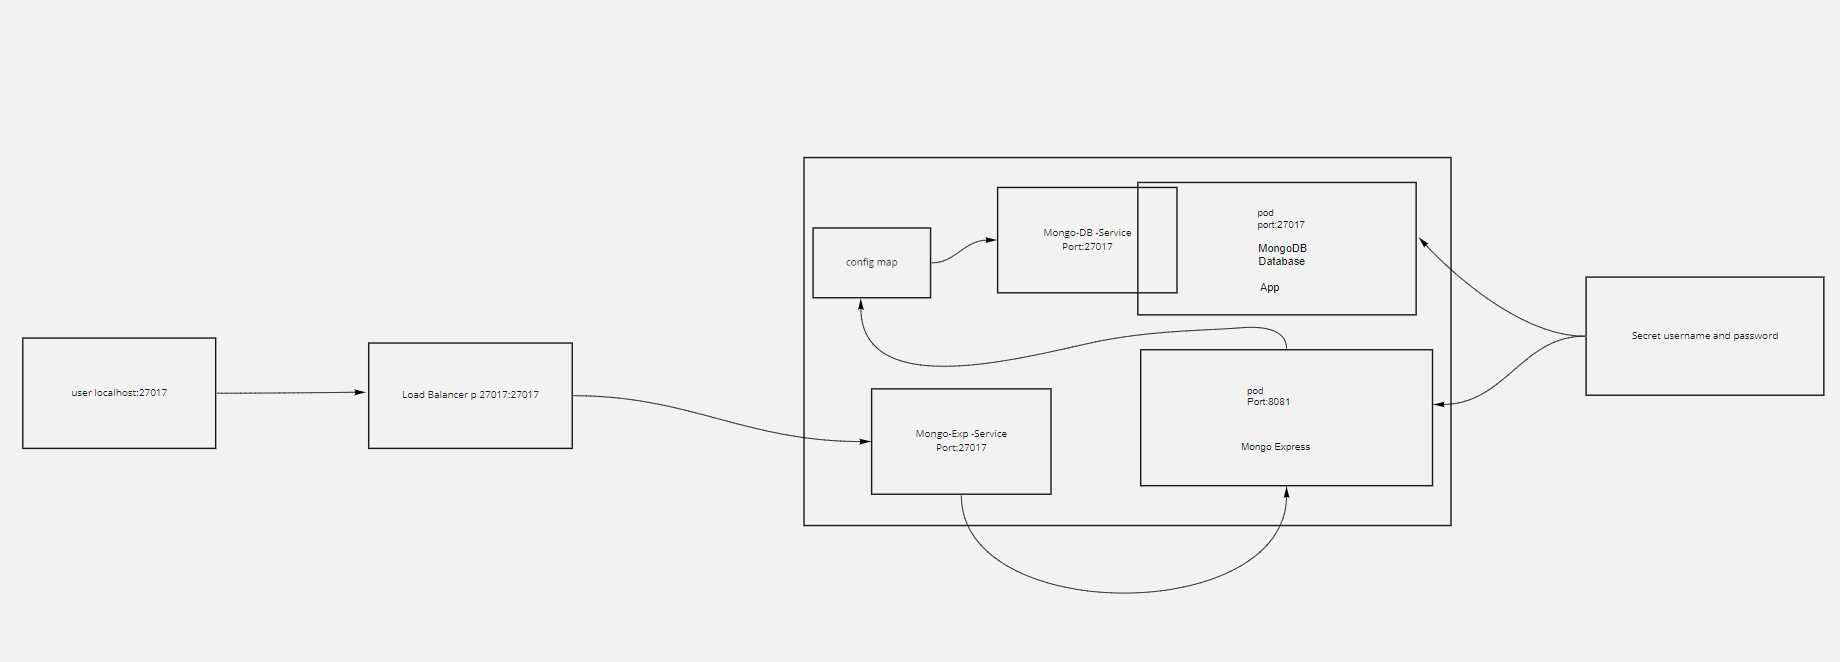 user localhost:27017
Load Balancer p 27017:27017
config map
Mongo-DB -Service
Port:27017
pod
port:27017
MongoDB
Database
App
Mongo-Exp -Service
Port:27017
pod
Port:8081
Mongo Express
Secret username and password